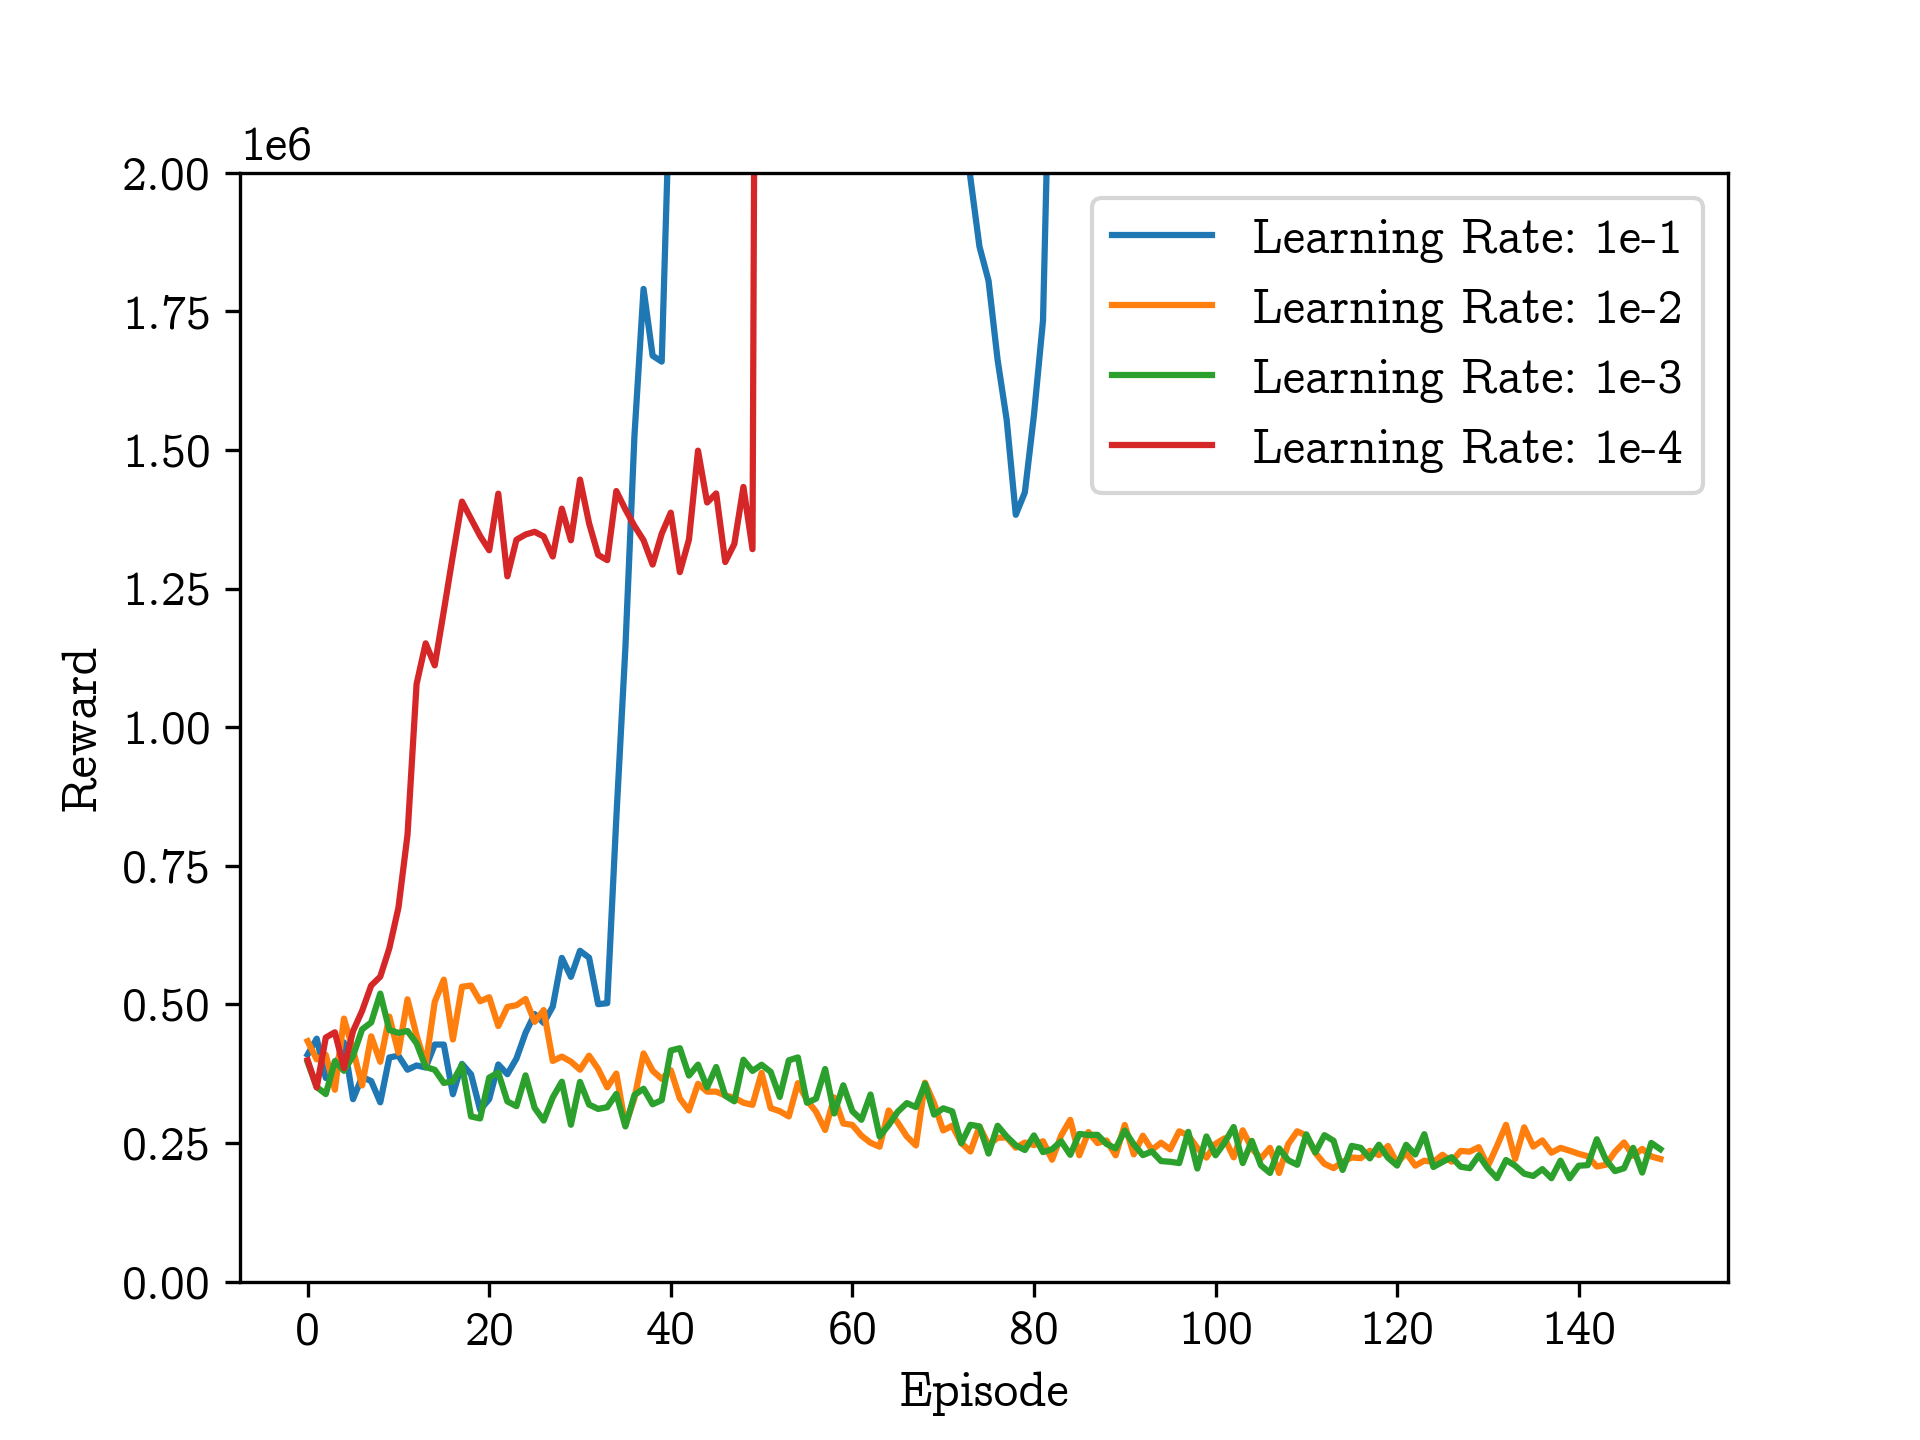 1e6
2.00
1.75
1.50
1.25
1.00
0.75
0.50
0.25
0.00
Reward
0 20 40 60 80 100 120 140
Episode
Learning Rate: 1e-1
Learning Rate: 1e-2
Learning Rate: 1e-3
Learning Rate: 1e-4